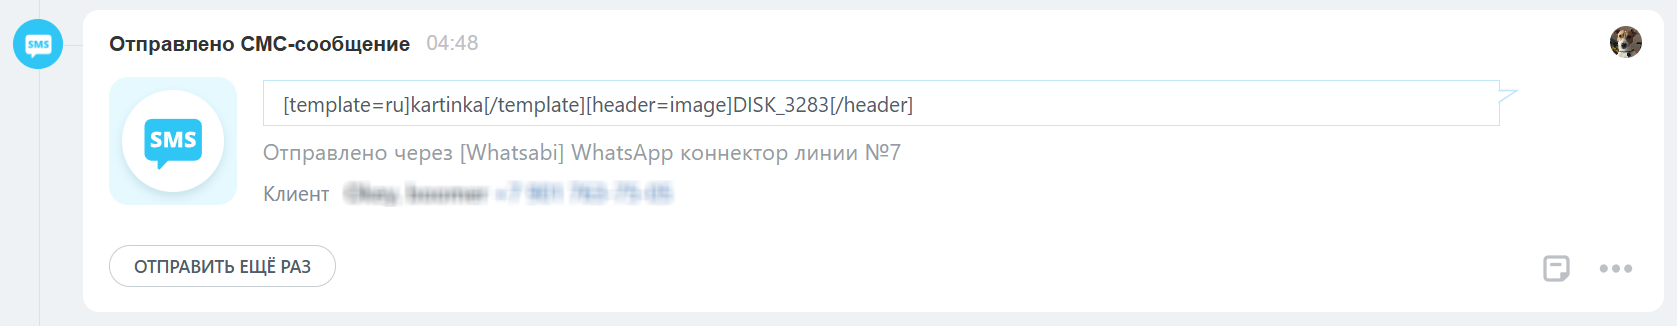 SMS
Отправлено СМС-сообщение 04:48
[template=ru]kartinka[/template][header=image]DISK_3283[/header]
SMS
Отправлено через [Whatsabi] WhatsApp коннектор линии №7
Клиент
ОТПРАВИТЬ ЕЩЁ РАЗ